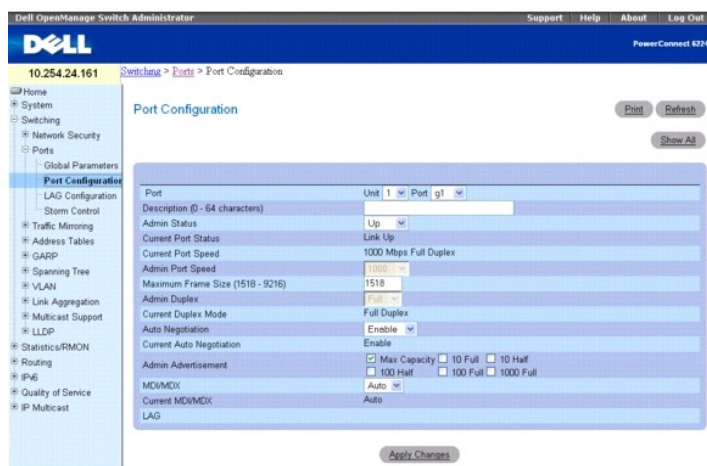 Dell OpenManage Switch Administrator Support Help About Log Out
DELL
PowerConnect 6224
10.254.24.161
Switching > Ports > Port Configuration
Home
System
Switching
Network Security
Ports
Global Parameters
Port Configuration
LAG Configuration
Storm Control
Traffic Mirroring
Address Tables
GARP
Spanning Tree
VLAN
Link Aggregation
Multicast Support
LLDP
Statistics/RMON
Routing
IPv6
Quality of Service
IP Multicast
Port Configuration
Print Refresh
Show All
Port Unit 1 Port g1
Description (0 - 64 characters)
Admin Status Up
Current Port Status Link Up
Current Port Speed 1000 Mbps Full Duplex
Admin Port Speed 1000
Maximum Frame Size (1518 - 9216) 1518
Admin Duplex Full
Current Duplex Mode Full Duplex
Auto Negotiation Enable
Current Auto Negotiation Enable
Admin Advertisement Max Capacity 10 Full 10 Half
100 Half 100 Full 1000 Full
MDI/MDX Auto
Current MDI/MDX Auto
LAG
Apply Changes